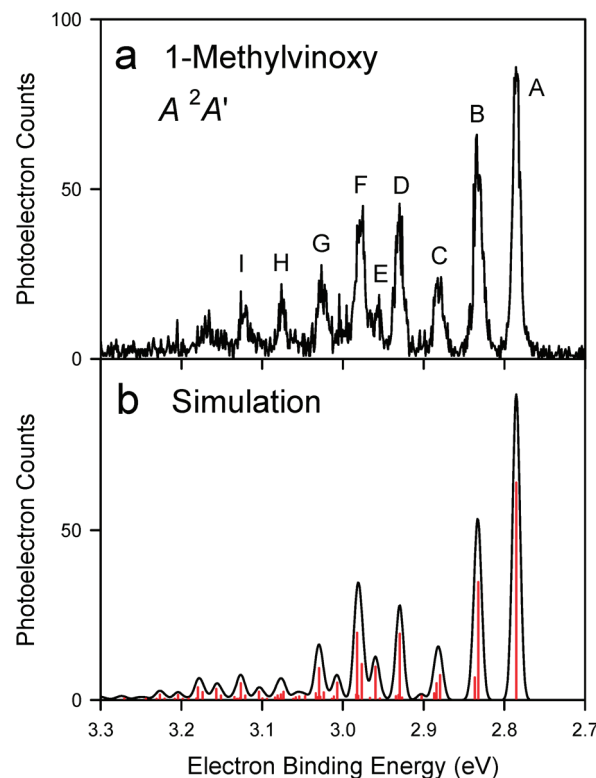 100
a 1-Methylvinoxy
A ²A'
A
B
F D
G E C
I H
50
0
Photoelectron Counts
b Simulation
50
0
Photoelectron Counts
3.3 3.2 3.1 3.0 2.9 2.8 2.7
Electron Binding Energy (eV)